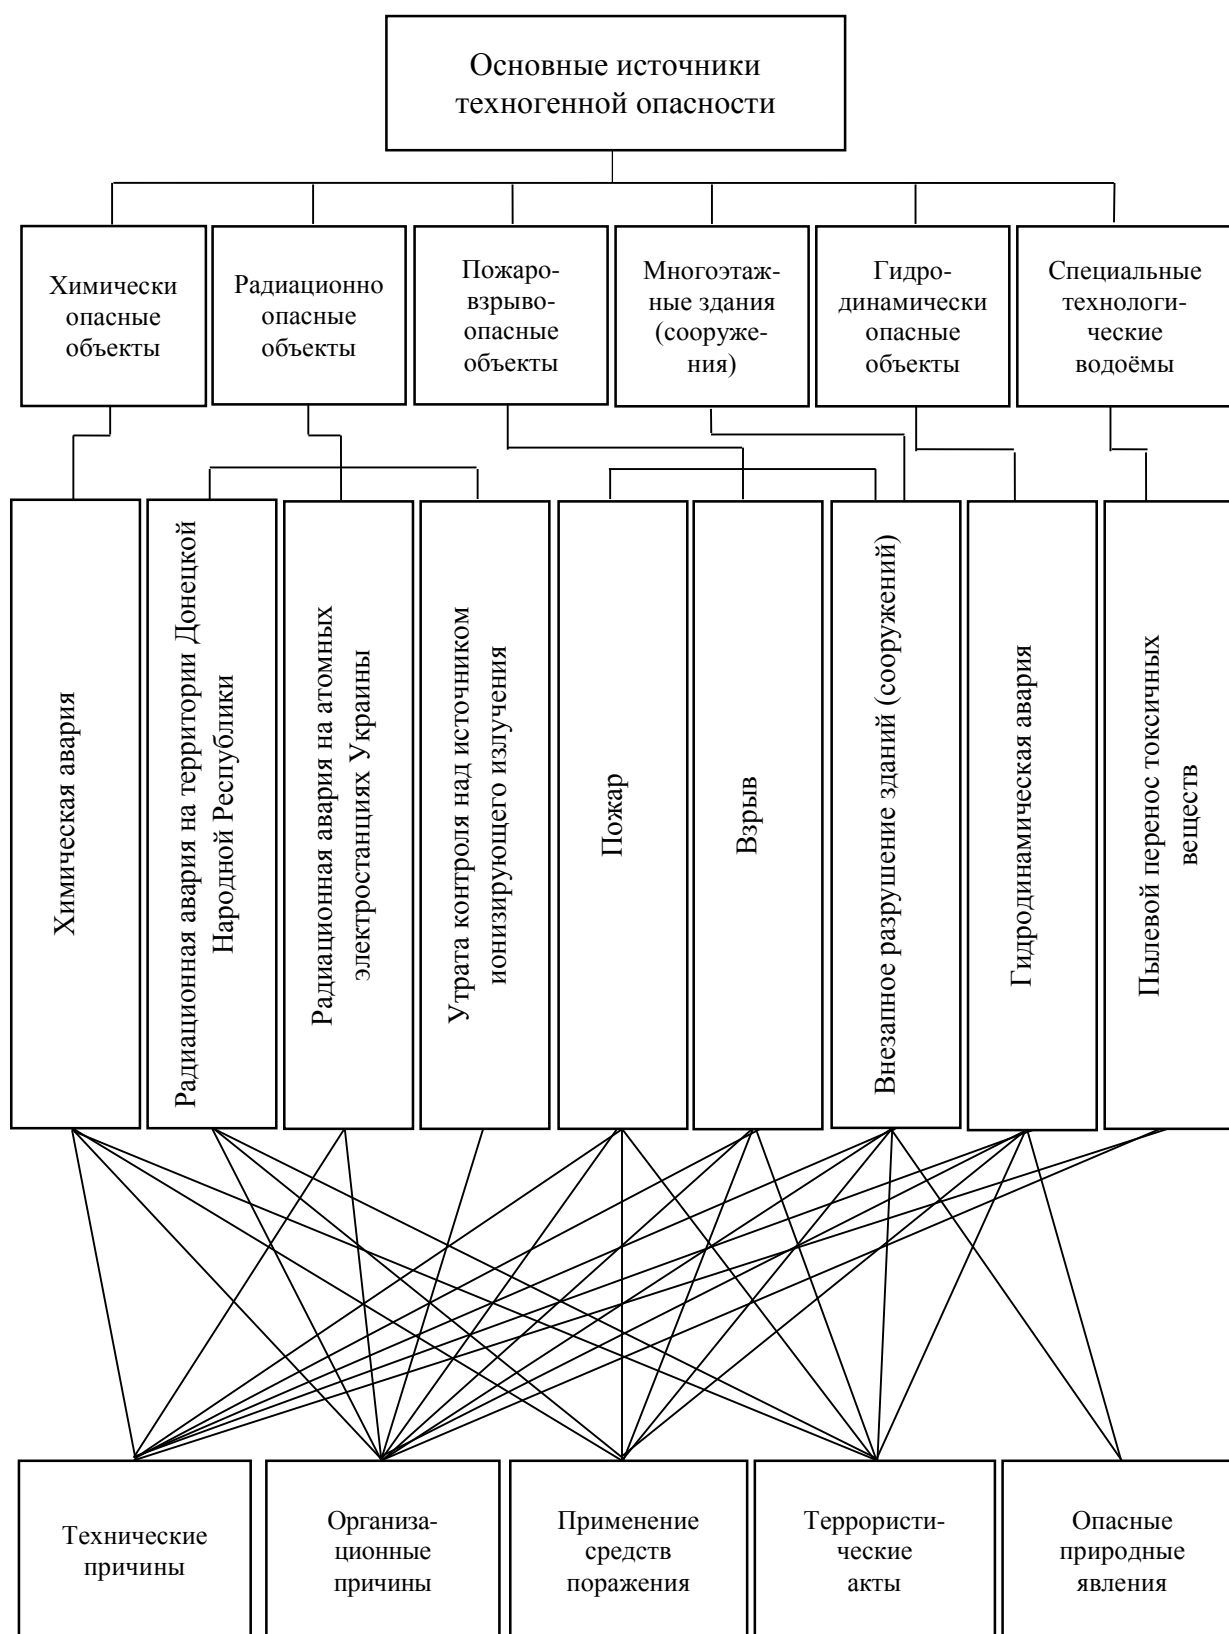 Основные источники
техногенной опасности
Химически
опасные
объекты
Радиационно
опасные
объекты
Пожаро-
взрыво-
опасные
объекты
Многоэтаж-
ные здания
(сооруже-
ния)
Гидро-
динамически
опасные
объекты
Специальные
технологи-
ческие
водоёмы
Химическая авария
Радиационная авария на территории Донецкой
Народной Республики
Радиационная авария на атомных
электростанциях Украины
Утрата контроля над источником
ионизирующего излучения
Пожар
Взрыв
Внезапное разрушение зданий (сооружений)
Гидродинамическая авария
Пылевой перенос токсичных
веществ
Технические
причины
Организа-
ционные
причины
Применение
средств
поражения
Террористи-
ческие
акты
Опасные
природные
явления